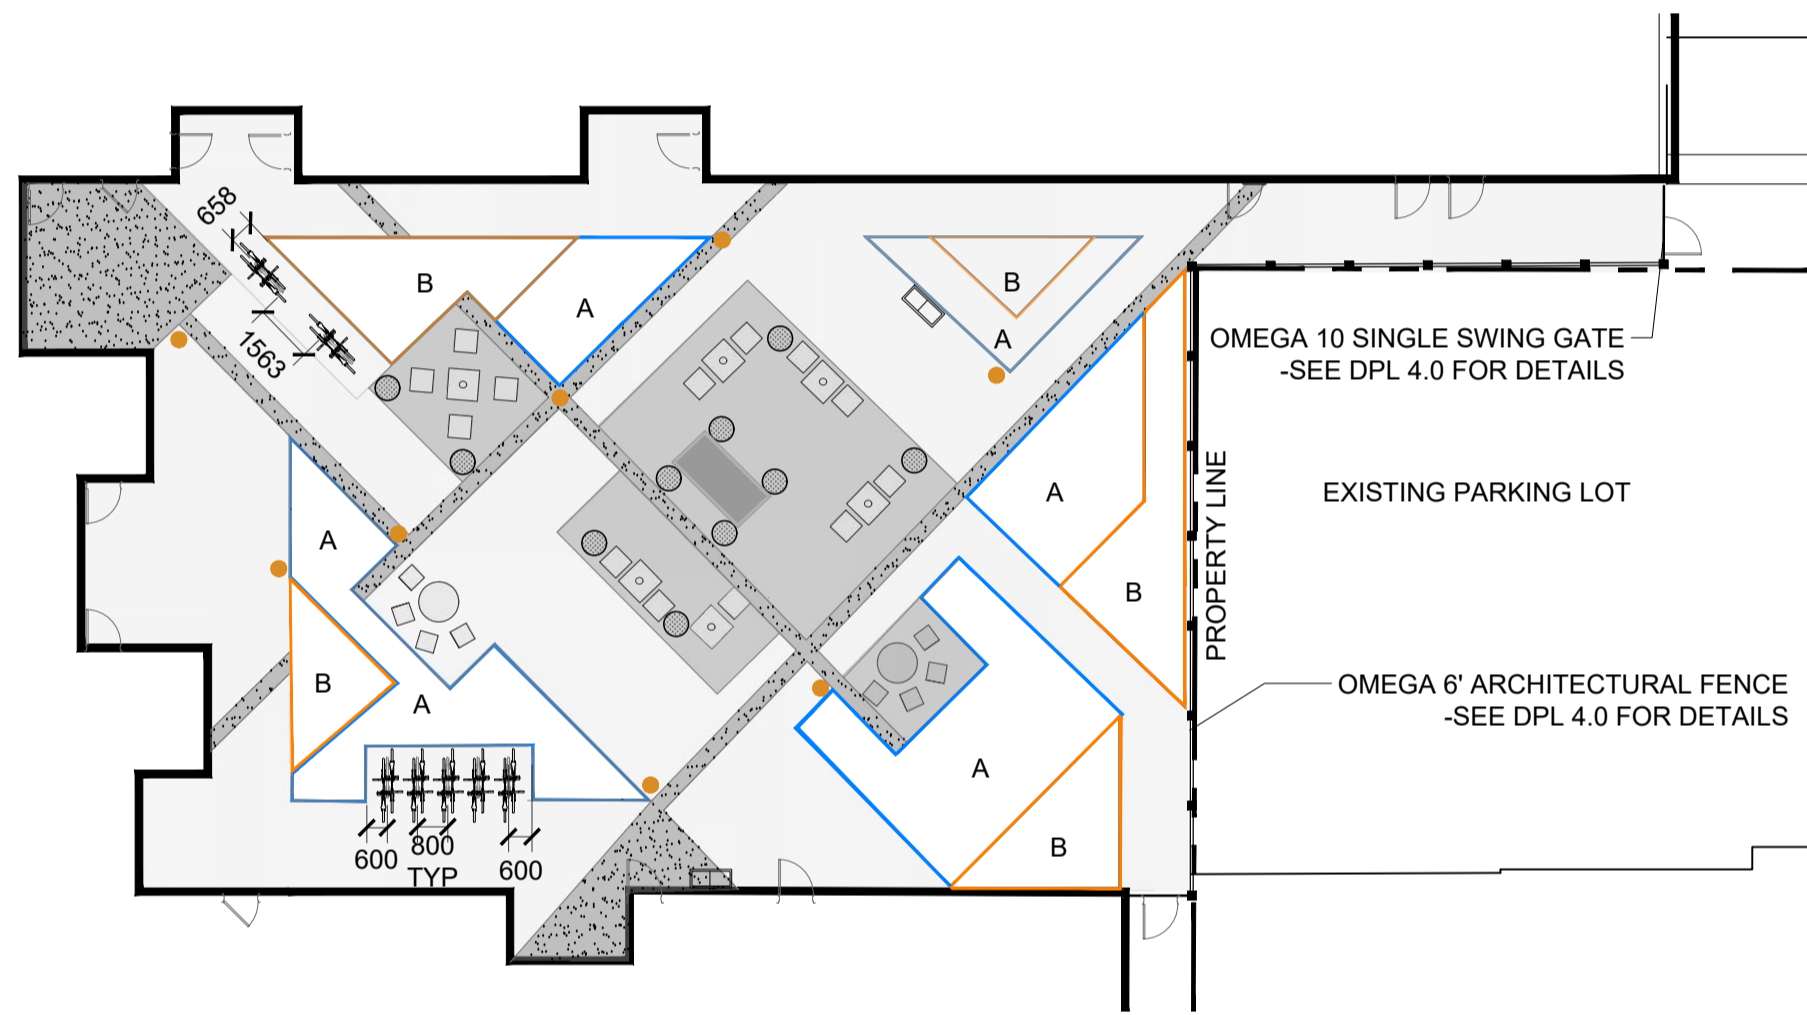 658
1563
B
A
B
A
OMEGA 10 SINGLE SWING GATE
-SEE DPL 4.0 FOR DETAILS
A
B
PROPERTY LINE
EXISTING PARKING LOT
A
B
A
OMEGA 6' ARCHITECTURAL FENCE
-SEE DPL 4.0 FOR DETAILS
A
B
600
800
TYP
600